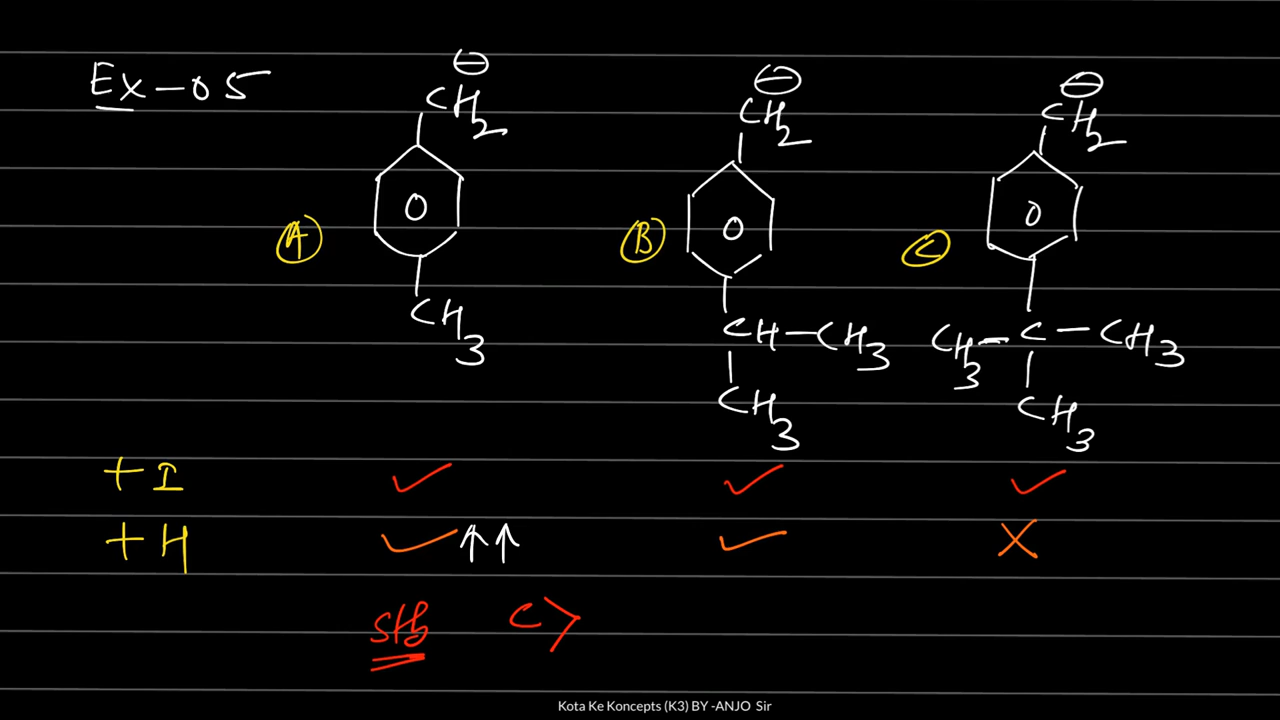 Ex-05
⊖ ⊖ ⊖
CH2 CH2 CH2
A B C
CH3 CH-CH3 CH3-C-CH3
CH3 CH3
+I ✓ ✓ ✓
+H ✓↑↑ ✓ ✗
Stb C>
Kota Ke Koncepts (K3) BY -ANJO Sir